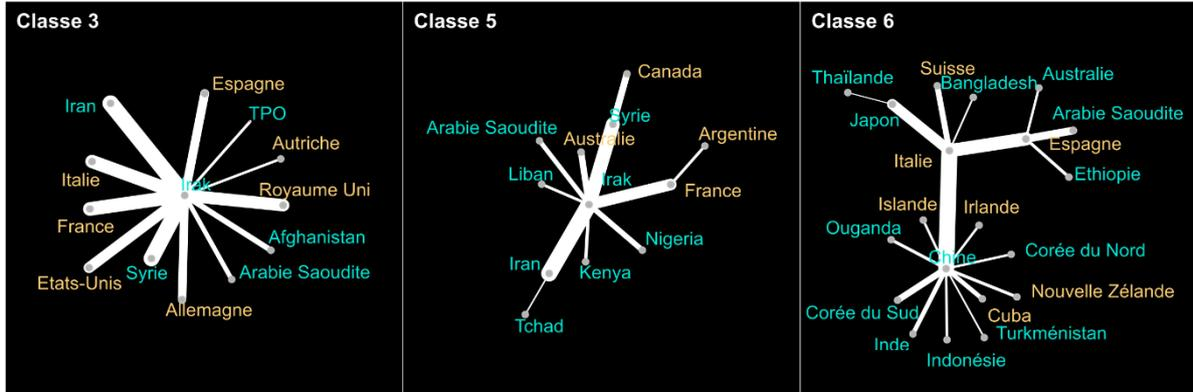 Classe 3
Espagne
Iran
TPO
Autriche
Italie
Irak
Royaume Uni
France
Afghanistan
Etats-Unis
Syrie
Arabie Saoudite
Allemagne
Classe 5
Canada
Syrie
Arabie Saoudite
Australie
Argentine
Liban
Irak
France
Nigeria
Iran
Kenya
Tchad
Classe 6
Suisse
Thaïlande
Bangladesh
Australie
Japon
Arabie Saoudite
Espagne
Italie
Ethiopie
Islande
Irlande
Ouganda
Chine
Corée du Nord
Nouvelle Zélande
Corée du Sud
Cuba
Turkménistan
Inde
Indonésie